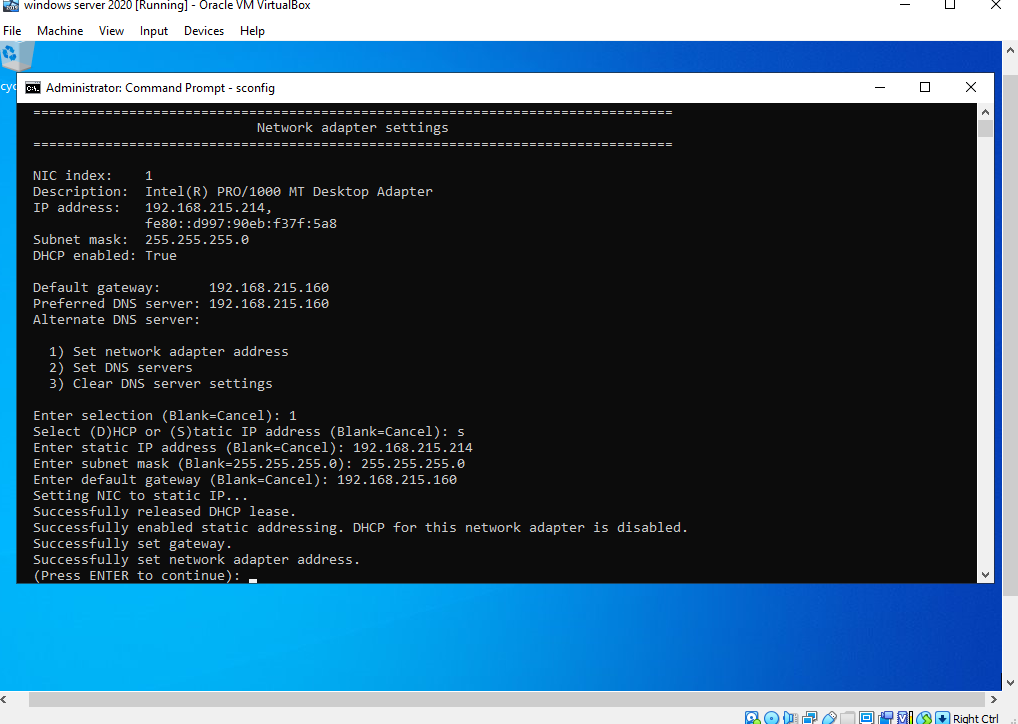 windows server 2020 [Running] - Oracle VM VirtualBox
File Machine View Input Devices Help
Administrator: Command Prompt - sconfig
================================================================================
Network adapter settings
================================================================================
NIC index: 1
Description: Intel(R) PRO/1000 MT Desktop Adapter
IP address: 192.168.215.214,
fe80::d997:90eb:f37f:5a8
Subnet mask: 255.255.255.0
DHCP enabled: True
Default gateway: 192.168.215.160
Preferred DNS server: 192.168.215.160
Alternate DNS server:
1) Set network adapter address
2) Set DNS servers
3) Clear DNS server settings
Enter selection (Blank=Cancel): 1
Select (D)HCP or (S)tatic IP address (Blank=Cancel): s
Enter static IP address (Blank=Cancel): 192.168.215.214
Enter subnet mask (Blank=255.255.255.0): 255.255.255.0
Enter default gateway (Blank=Cancel): 192.168.215.160
Setting NIC to static IP...
Successfully released DHCP lease.
Successfully enabled static addressing. DHCP for this network adapter is disabled.
Successfully set gateway.
Successfully set network adapter address.
(Press ENTER to continue):
Right Ctrl